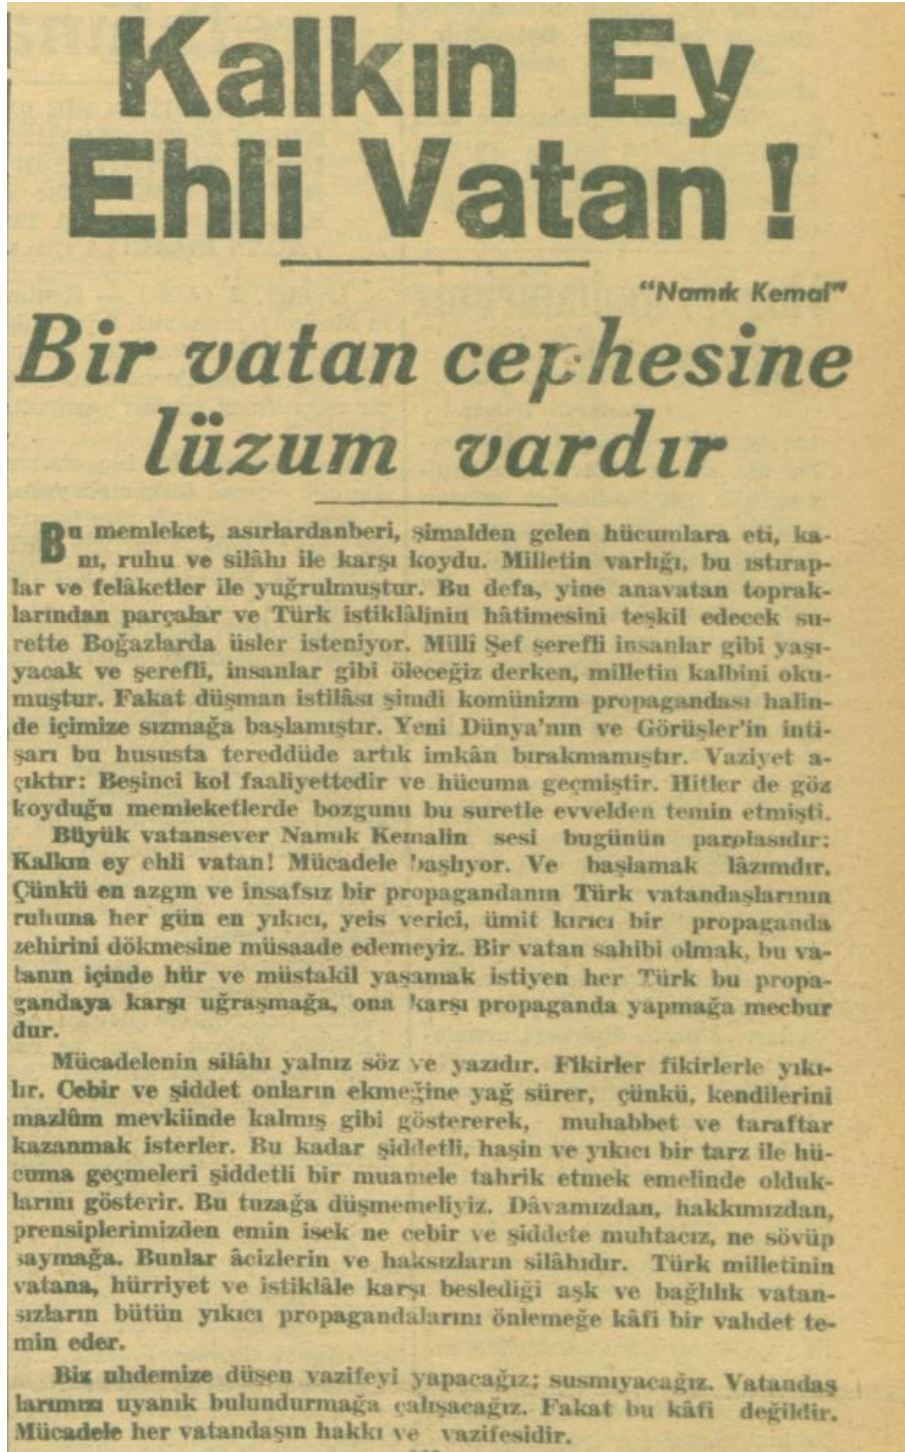 Kalkın Ey
Ehli Vatan !
"Namık Kemal"
Bir vatan cephesine
lüzum vardır
Bu memleket, asırlardanberi, şimalden gelen hücumlara eti, ka-
nı, ruhu ve silâhı ile karşı koydu. Milletin varlığı, bu ıstırap-
lar ve felâketler ile yuğrulmuştur. Bu defa, yine anavatan toprak-
larından parçalar ve Türk istiklâlinin hâtimesini teşkil edecek su-
rette Boğazlarda üsler isteniyor. Milli Şef şerefli insanlar gibi yaşı-
yacak ve şerefli, insanlar gibi öleceğiz derken, milletin kalbini oku-
muştur. Fakat düşman istilâsı şimdi komünizm propagandası halin-
de içimize sızmağa başlamıştır. Yeni Dünya'nın ve Görüşler'in inti-
şarı bu hususta tereddüde artık imkân bırakmamıştır. Vaziyet a-
çıktır: Beşinci kol faaliyettedir ve hücuma geçmiştir. Hitler de göz
koyduğu memleketlerde bozgunu bu suretle evvelden temin etmişti.
Büyük vatansever Namık Kemalin sesi bugünün parolasıdır:
Kalkın ey ehli vatan! Mücadele başlıyor. Ve başlamak lâzımdır.
Çünkü en azgın ve insafsız bir propagandanın Türk vatandaşlarının
ruhuna her gün en yıkıcı, yeis verici, ümit kırıcı bir propaganda
zehirini dökmesine müsaade edemeyiz. Bir vatan sahibi olmak, bu va-
tanın içinde hür ve müstakil yaşamak istiyen her Türk bu propa-
gandaya karşı uğraşmağa, ona karşı propaganda yapmağa mecbur
dur.
Mücadelenin silâhı yalnız söz ve yazıdır. Fikirler fikirlerle yıkı-
lır. Cebir ve şiddet onların ekmeğine yağ sürer, çünkü, kendilerini
mazlûm mevkiinde kalmış gibi göstererek, muhabbet ve taraftar
kazanmak isterler. Bu kadar şiddetli, haşin ve yıkıcı bir tarz ile hü-
cuma geçmeleri şiddetli bir muamele tahrik etmek emelinde olduk-
larını gösterir. Bu tuzağa düşmemeliyiz. Dâvamızdan, hakkımızdan,
prensiplerimizden emin isek ne cebir ve şiddete muhtacız, ne sövüp
saymağa. Bunlar âcizlerin ve haksızların silâhıdır. Türk milletinin
vatana, hürriyet ve istiklâle karşı beslediği aşk ve bağlılık vatan-
sızların bütün yıkıcı propagandalarını önlemeğe kâfi bir vahdet te-
min eder.
Biz uhdemize düşen vazifeyi yapacağız; susmıyacağız. Vatandaş
larımızı uyanık bulundurmağa çalışacağız. Fakat bu kâfi değildir.
Mücadele her vatandaşın hakkı ve vazifesidir.